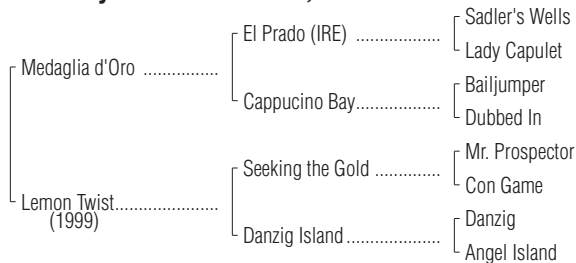 Sadler's Wells
El Prado (IRE) ..................
Lady Capulet
Medaglia d'Oro ................
Bailjumper
Cappucino Bay...................
Dubbed In
Mr. Prospector
Seeking the Gold ................
Con Game
Lemon Twist......................
(1999)
Danzig
Danzig Island .....................
Angel Island